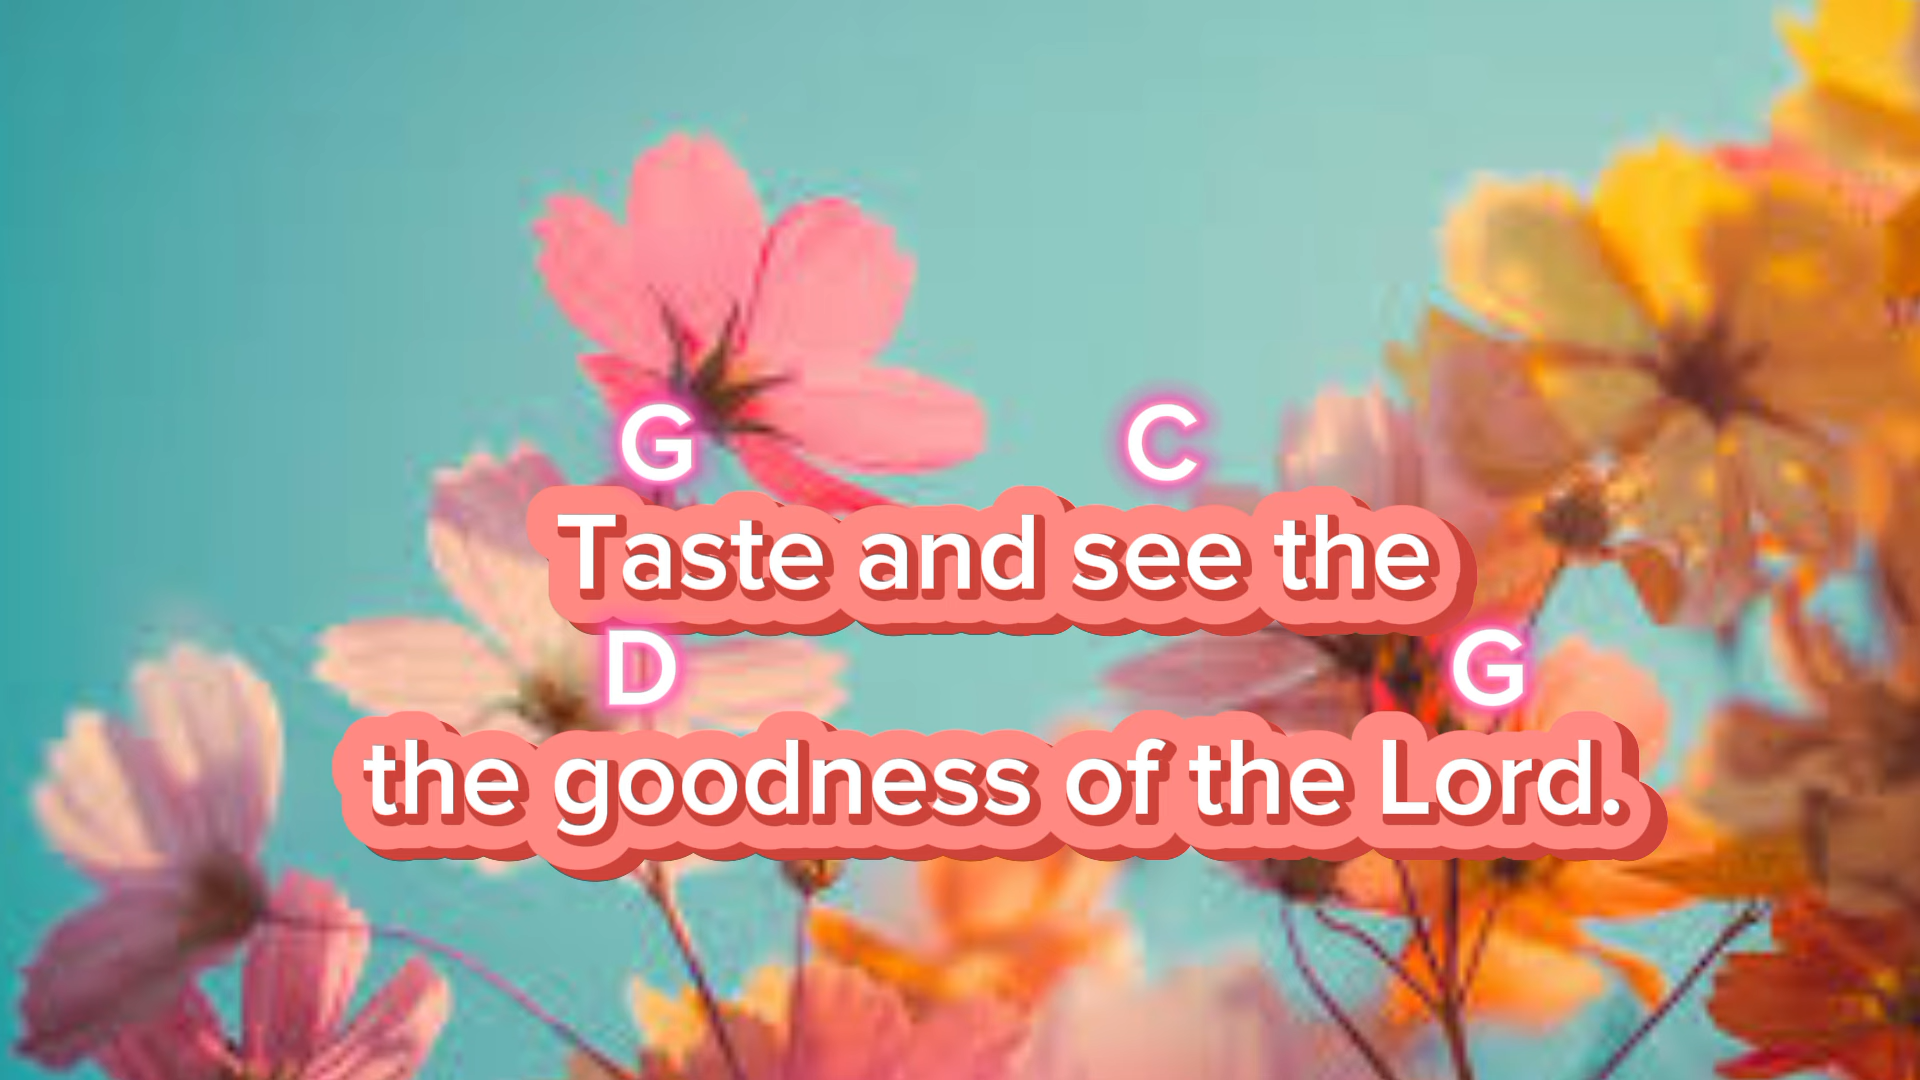 G C
Taste and see the
D G
the goodness of the Lord.